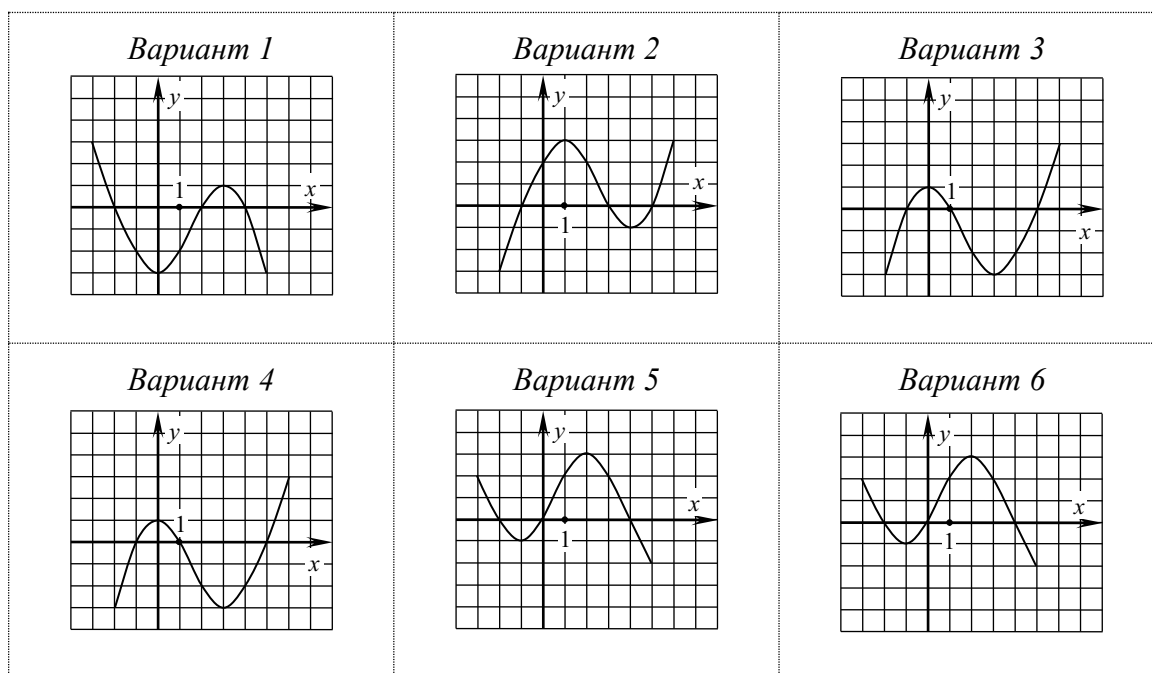 Вариант 1
y
1
x
Вариант 2
y
x
1
Вариант 3
y
1
x
Вариант 4
y
1
x
Вариант 5
y
x
1
Вариант 6
y
x
1